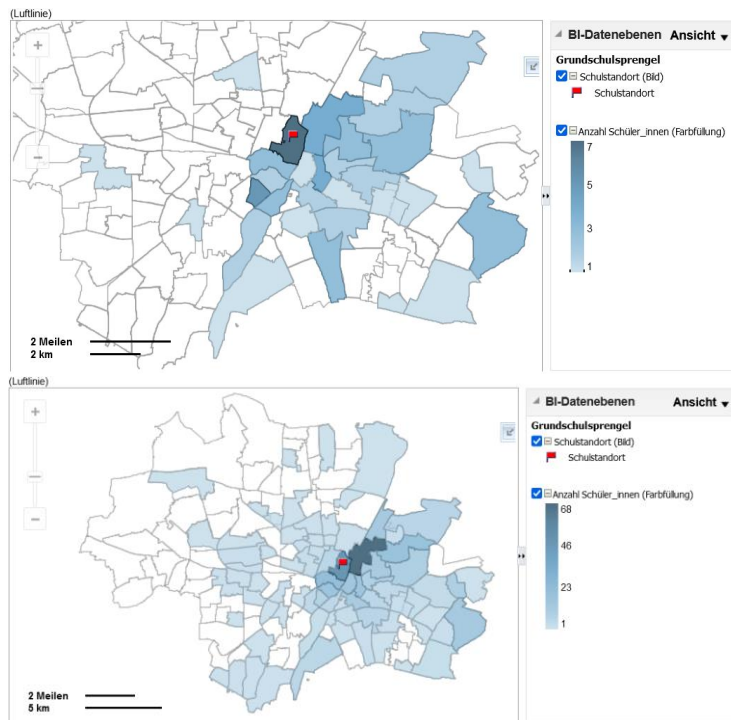 (Luftlinie)
BI-Datenebenen Ansicht
Grundschulsprengel
Schulstandort (Bild)
Schulstandort
Anzahl Schüler_innen (Farbfüllung)
7
5
3
1
2 Meilen
2 km
(Luftlinie)
BI-Datenebenen Ansicht
Grundschulsprengel
Schulstandort (Bild)
Schulstandort
Anzahl Schüler_innen (Farbfüllung)
68
46
23
1
2 Meilen
5 km